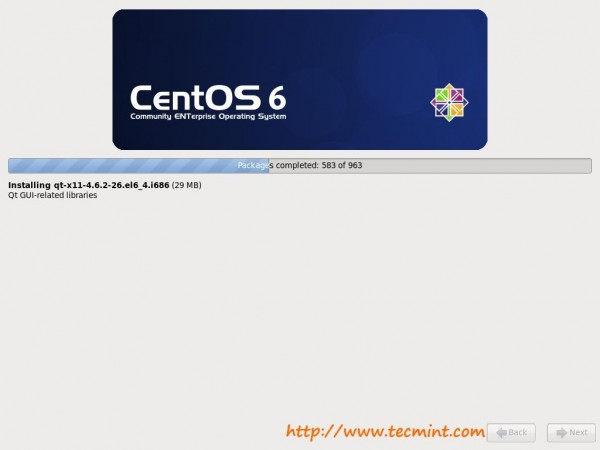 CentOS 6
Community ENTerprise Operating System
Packages completed: 583 of 963
Installing qt-x11-4.6.2-26.el6_4.i686 (29 MB)
Qt GUI-related libraries
http://www.tecmint.com
Back
Next